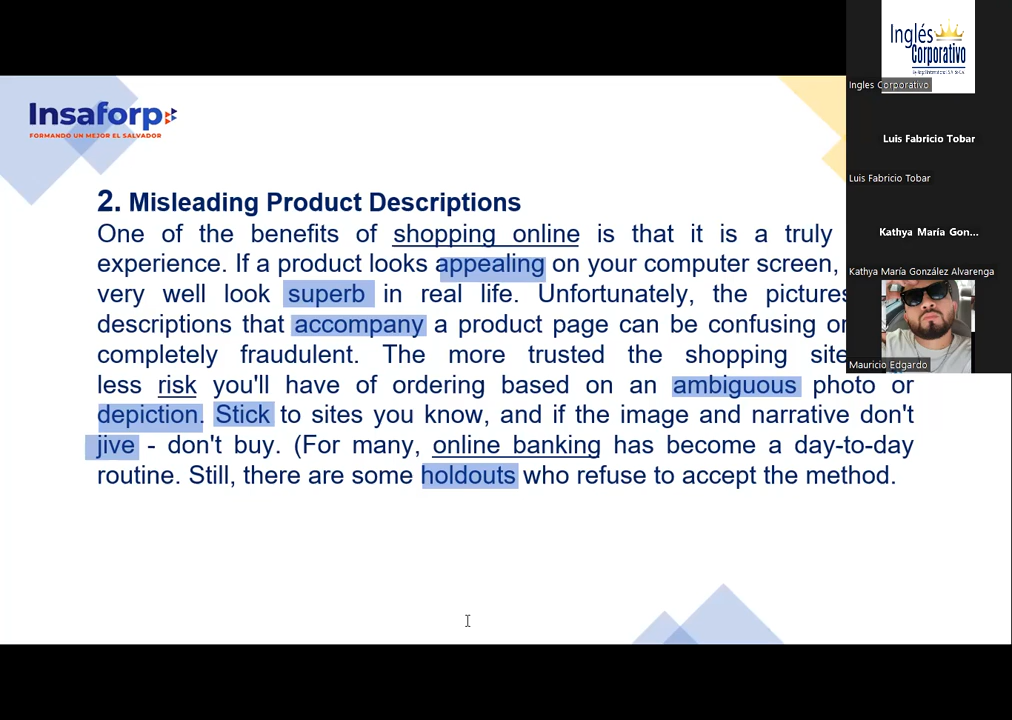 Insaforp
FORMANDO UN MEJOR EL SALVADOR
2. Misleading Product Descriptions
One of the benefits of shopping online is that it is a truly
experience. If a product looks appealing on your computer screen,
very well look superb in real life. Unfortunately, the pictures
descriptions that accompany a product page can be confusing or
completely fraudulent. The more trusted the shopping site
less risk you'll have of ordering based on an ambiguous photo or
depiction. Stick to sites you know, and if the image and narrative don't
jive - don't buy. (For many, online banking has become a day-to-day
routine. Still, there are some holdouts who refuse to accept the method.
Inglés
Corporativo
Ingles Corporativo
Luis Fabricio Tobar
Luis Fabricio Tobar
Kathya María Gon...
Kathya María González Alvarenga
Mauricio Edgardo